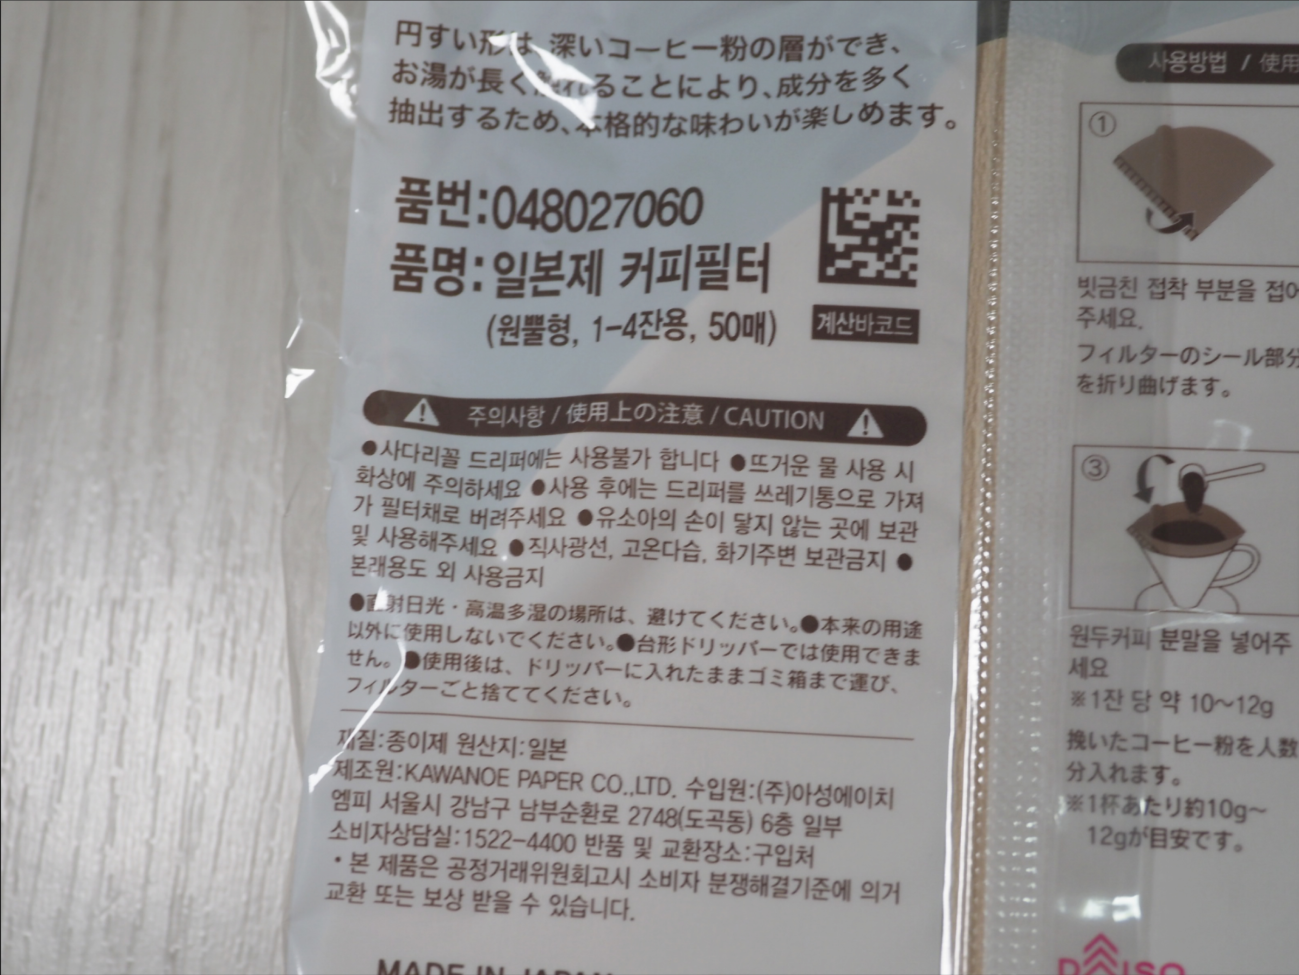 円すい形は、深いコーヒー粉の層ができ、
お湯が長く触れることにより、成分を多く
抽出するため、本格的な味わいが楽しめます。
품번:048027060
품명:일본제 커피필터
(원뿔형, 1-4잔용, 50매)
계산바코드
주의사항 / 使用上の注意 / CAUTION
●사다리꼴 드리퍼에는 사용불가 합니다 ●뜨거운 물 사용 시
화상에 주의하세요 ●사용 후에는 드리퍼를 쓰레기통으로 가져
가 필터채로 버려주세요 ●유소아의 손이 닿지 않는 곳에 보관
및 사용해주세요 ●직사광선, 고온다습, 화기주변 보관금지 ●
본래용도 외 사용금지
●直射日光・高温多湿の場所は、避けてください。●本来の用途
以外に使用しないでください。●台形ドリッパーでは使用できま
せん。●使用後は、ドリッパーに入れたままゴミ箱まで運び、
フィルターごと捨ててください。
재질:종이제 원산지:일본
제조원:KAWANOE PAPER CO.,LTD. 수입원:(주)아성에이치
엠피 서울시 강남구 남부순환로 2748(도곡동) 6층 일부
소비자상담실:1522-4400 반품 및 교환장소:구입처
・본 제품은 공정거래위원회고시 소비자 분쟁해결기준에 의거
교환 또는 보상 받을 수 있습니다.
MADE IN JAPAN
사용방법 / 使用
①
빗금친 접착 부분을 접어
주세요.
フィルターのシール部分
を折り曲げます。
③
원두커피 분말을 넣어주
세요
※1잔 당 약 10~12g
挽いたコーヒー粉を人数
分入れます。
※1杯あたり約10g~
12gが目安です。
DAISO